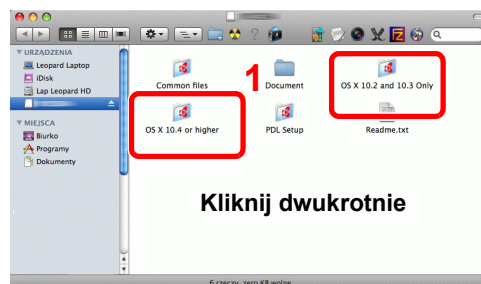 URZĄDZENIA
Leopard Laptop
iDisk
Lap Leopard HD
MIEJSCA
Biurko
Programy
Dokumenty
Common files
1
Document
OS X 10.2 and 10.3 Only
OS X 10.4 or higher
PDL Setup
Readme.txt
Kliknij dwukrotnie
6 rzeczy, zero KB wolne